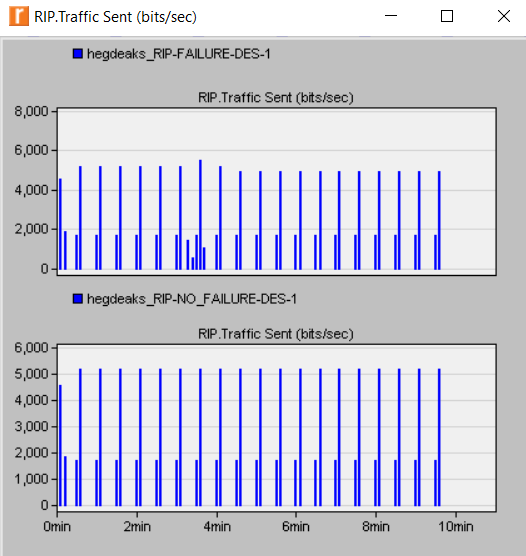 RIP.Traffic Sent (bits/sec)
hegdeaks_RIP-FAILURE-DES-1
RIP.Traffic Sent (bits/sec)
8,000
6,000
4,000
2,000
0
hegdeaks_RIP-NO_FAILURE-DES-1
RIP.Traffic Sent (bits/sec)
6,000
5,000
4,000
3,000
2,000
1,000
0
0min 2min 4min 6min 8min 10min